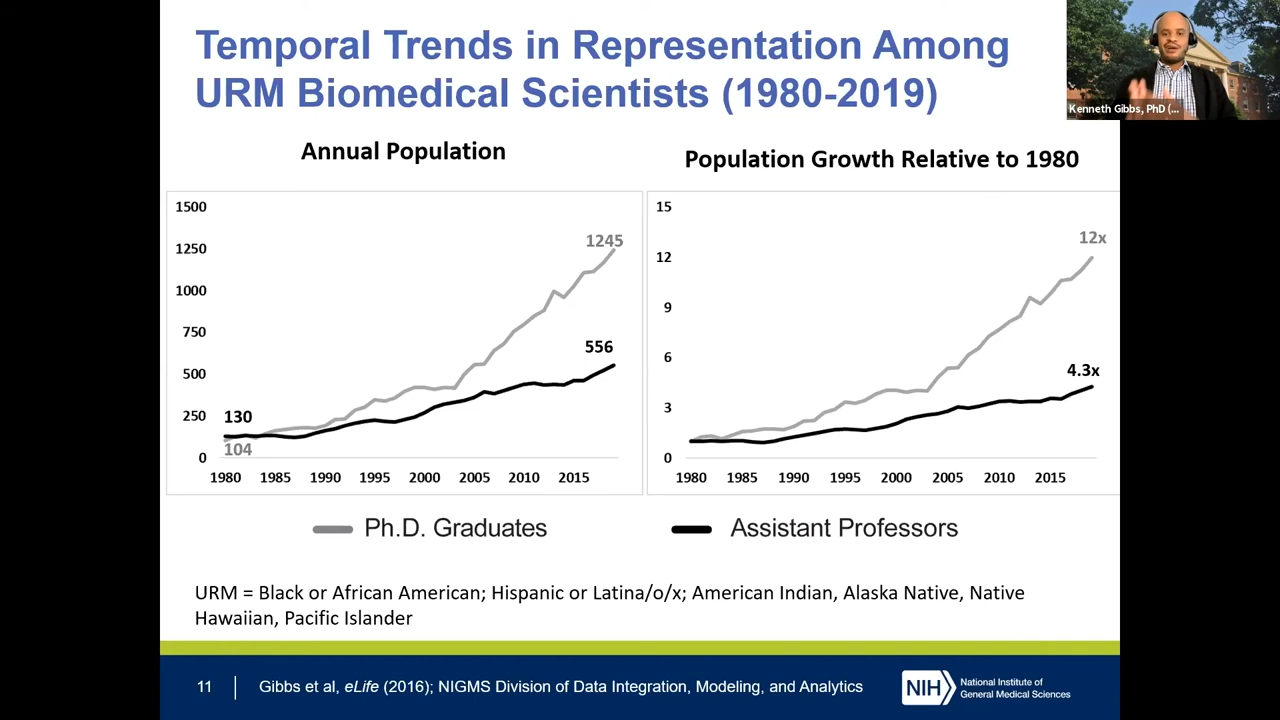 Temporal Trends in Representation Among
URM Biomedical Scientists (1980-2019)
Kenneth Gibbs, PhD (...
Annual Population
1500
1250
1000
750
500
250
0
1245
556
130
104
1980 1985 1990 1995 2000 2005 2010 2015
Population Growth Relative to 1980
15
12
9
6
3
0
12x
4.3x
1980 1985 1990 1995 2000 2005 2010 2015
Ph.D. Graduates
Assistant Professors
URM = Black or African American; Hispanic or Latina/o/x; American Indian, Alaska Native, Native
Hawaiian, Pacific Islander
11
Gibbs et al, eLife (2016); NIGMS Division of Data Integration, Modeling, and Analytics
NIH
National Institute of
General Medical Sciences